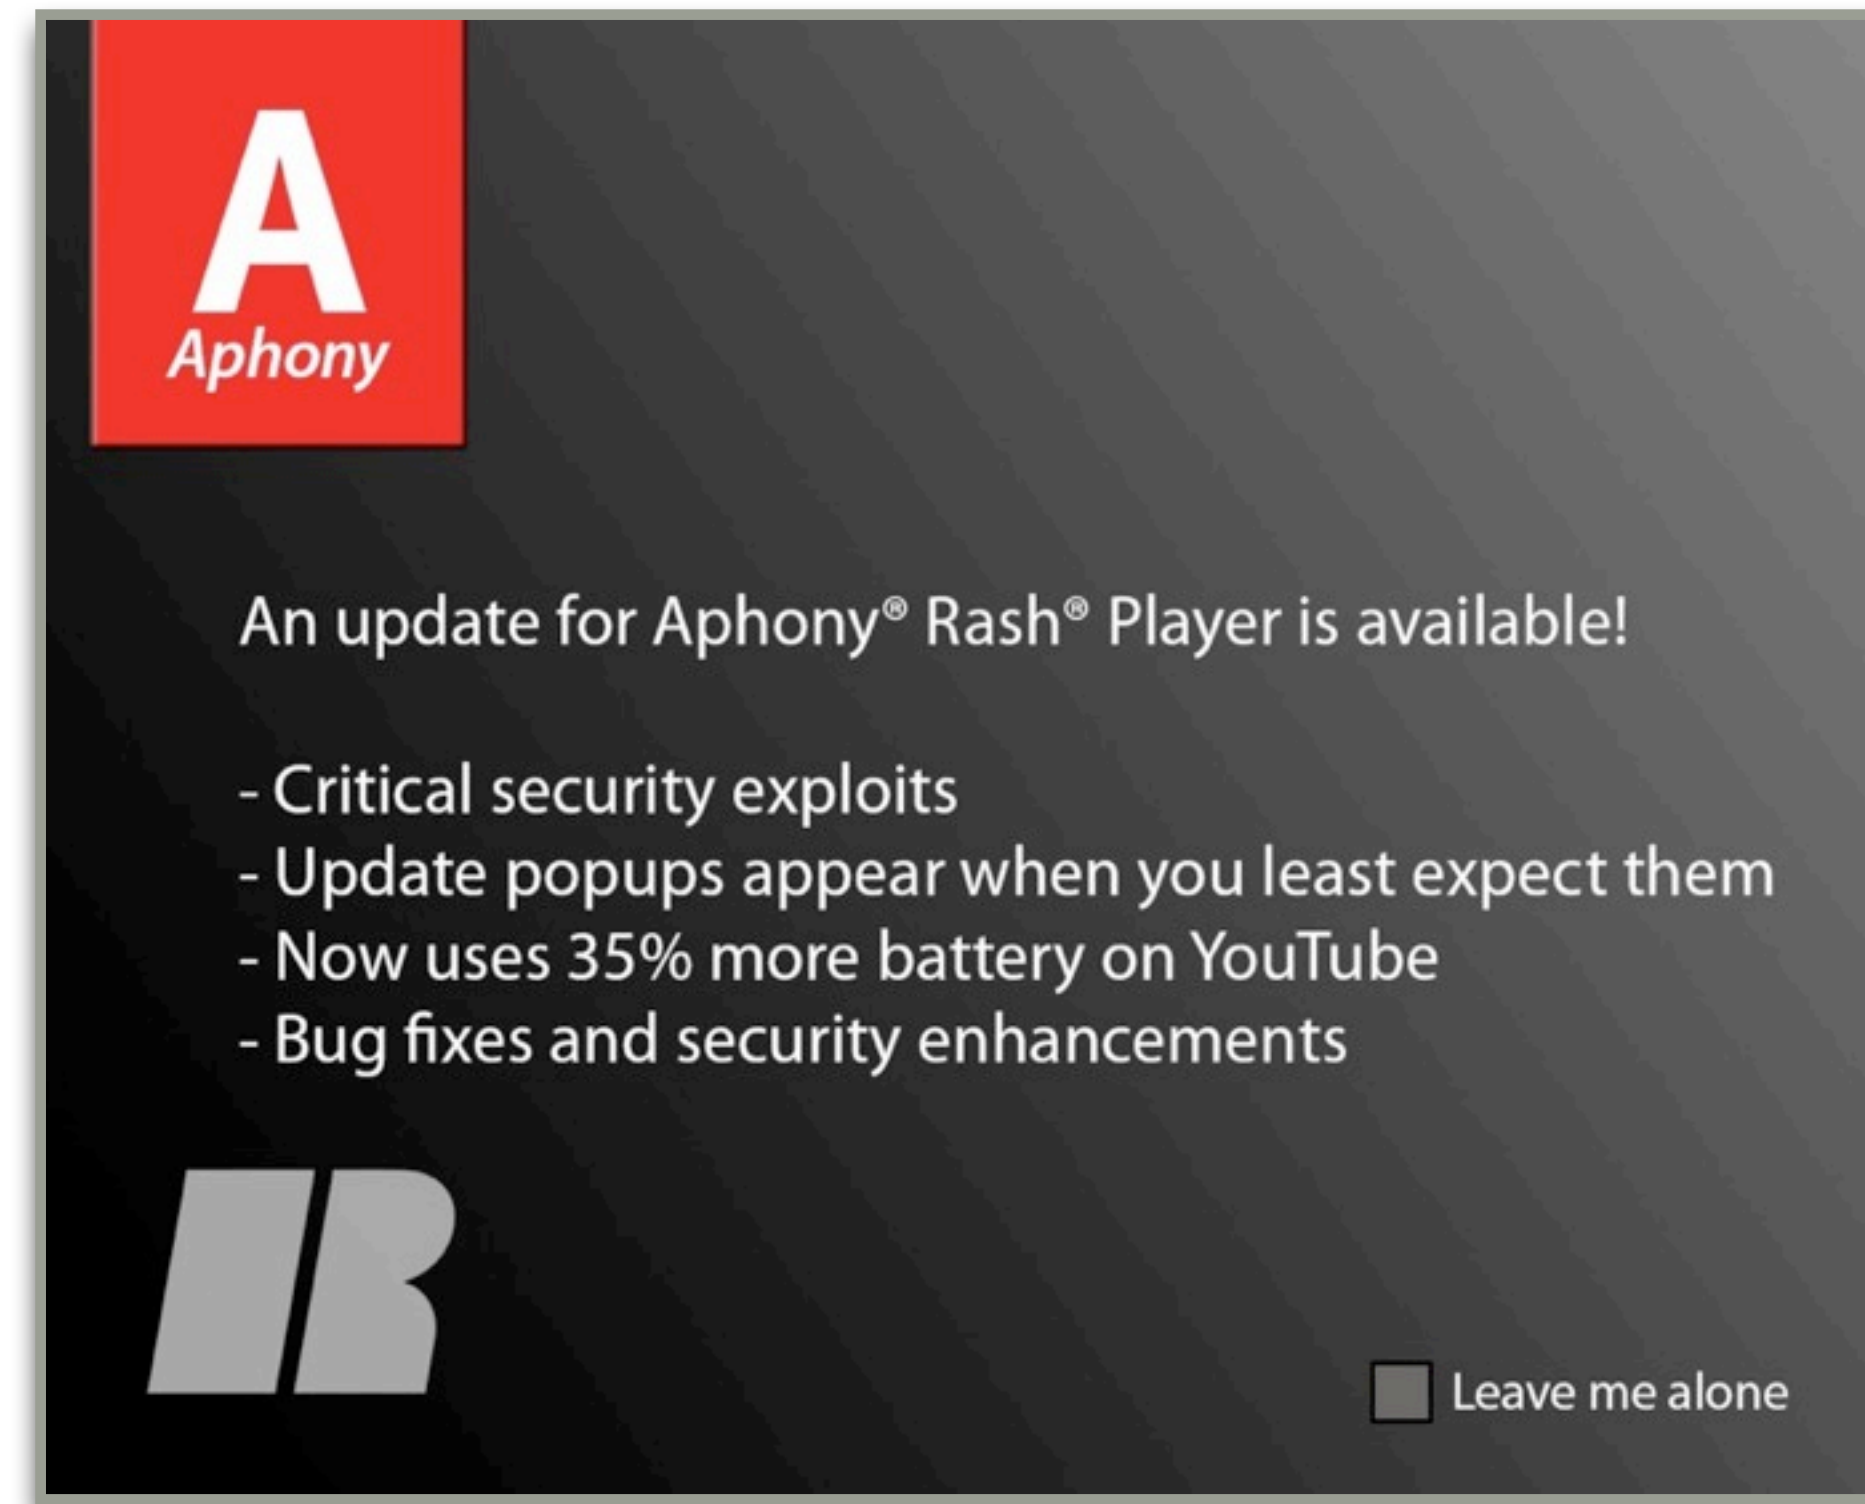 A
Aphony
An update for Aphony® Rash® Player is available!
- Critical security exploits
- Update popups appear when you least expect them
- Now uses 35% more battery on YouTube
- Bug fixes and security enhancements
R
Leave me alone